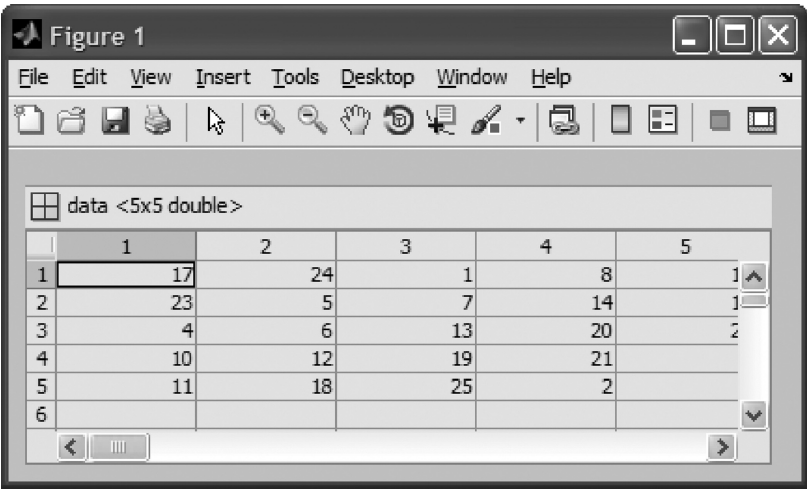 Figure 1
File Edit View Insert Tools Desktop Window Help
data <5x5 double>
1 2 3 4 5
1 17 24 1 8
2 23 5 7 14
3 4 6 13 20
4 10 12 19 21
5 11 18 25 2
6